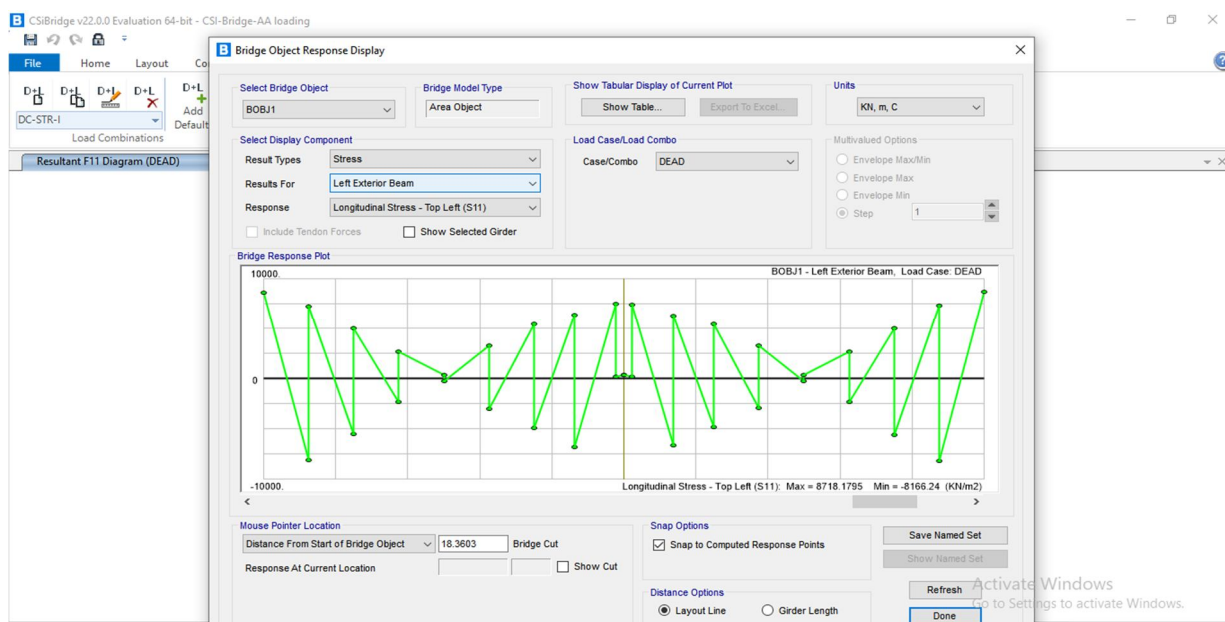 CSiBridge v22.0.0 Evaluation 64-bit - CSI-Bridge-AA loading
File Home Layout Co
D+L D+L D+L D+L D+L
Add
Default
DC-STR-I
Load Combinations
Resultant F11 Diagram (DEAD)
Bridge Object Response Display
Select Bridge Object
BOBJ1
Bridge Model Type
Area Object
Show Tabular Display of Current Plot
Show Table...
Export To Excel...
Units
KN, m, C
Select Display Component
Result Types
Stress
Results For
Left Exterior Beam
Response
Longitudinal Stress - Top Left (S11)
Include Tendon Forces
Show Selected Girder
Load Case/Load Combo
Case/Combo
DEAD
Multivalued Options
Envelope Max/Min
Envelope Max
Envelope Min
Step
1
Bridge Response Plot
10000.
BOBJ1 - Left Exterior Beam, Load Case: DEAD
0
-10000.
Longitudinal Stress - Top Left (S11): Max = 8718.1795 Min = -8166.24 (KN/m2)
Mouse Pointer Location
Distance From Start of Bridge Object
18.3603
Bridge Cut
Response At Current Location
Show Cut
Snap Options
Snap to Computed Response Points
Distance Options
Layout Line
Girder Length
Save Named Set
Show Named Set
Refresh
Done
Activate Windows
Go to Settings to activate Windows.